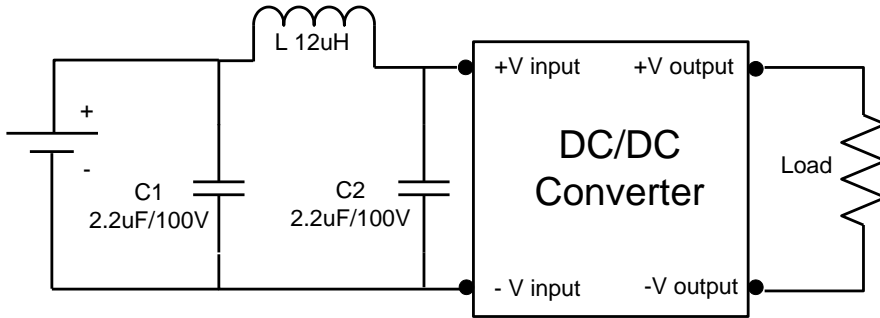 L 12uH
+V input
+V output
+
-
C1
2.2uF/100V
C2
2.2uF/100V
DC/DC
Converter
Load
- V input
-V output